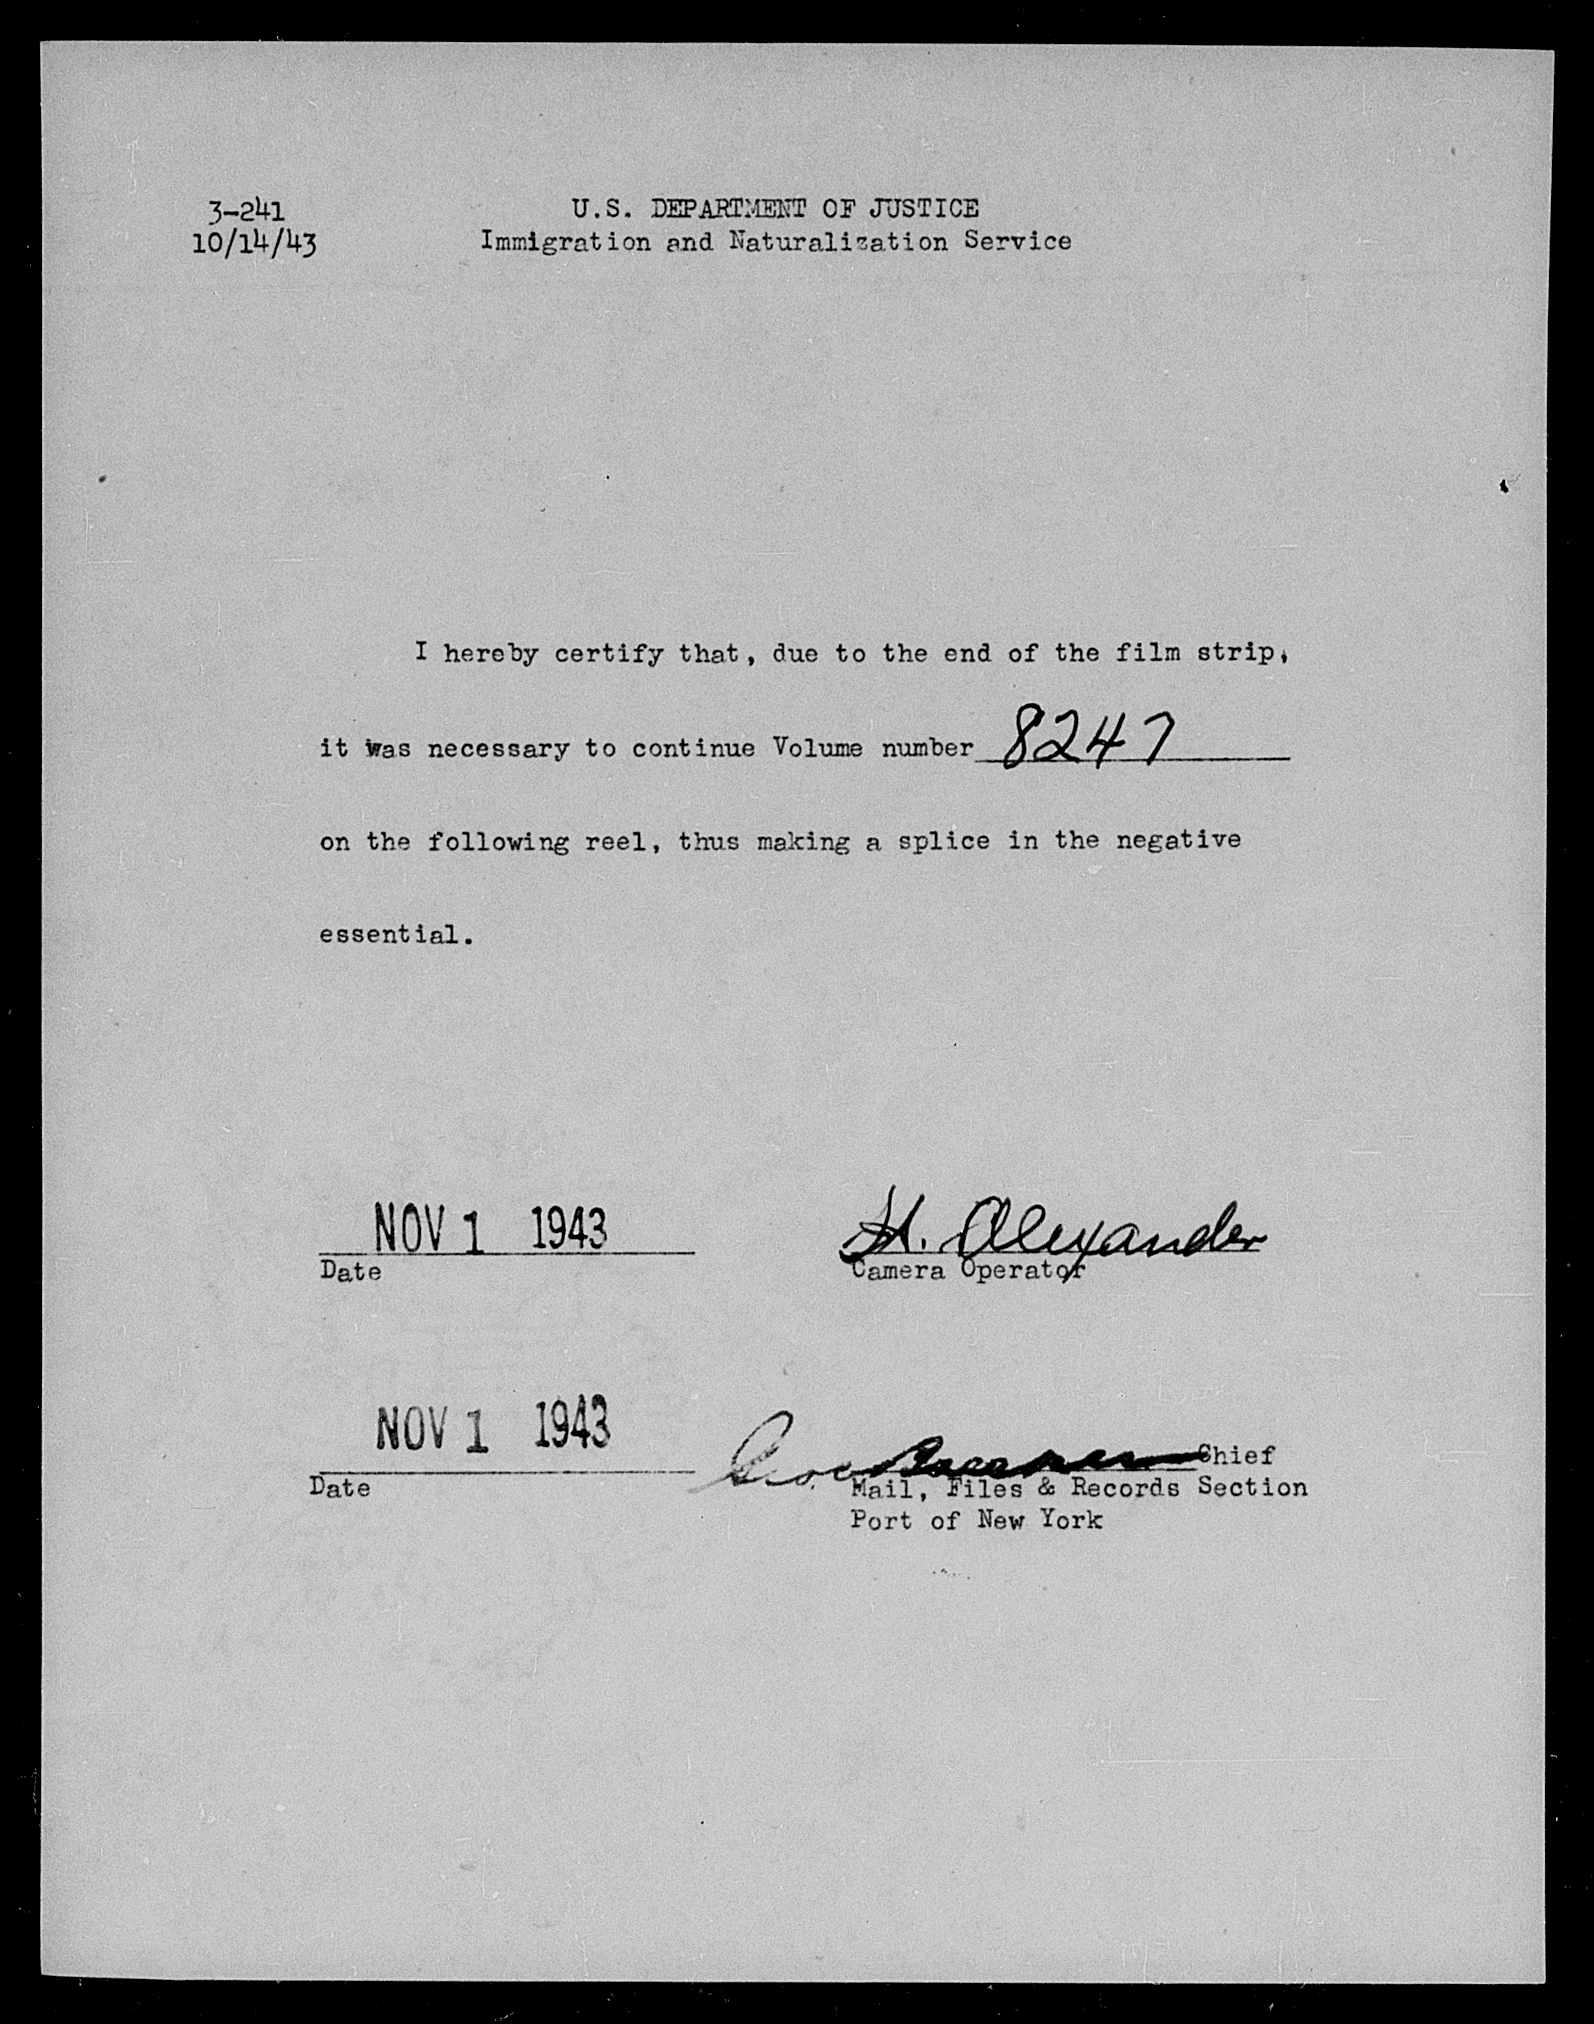 3-241
10/14/43
U.S. DEPARTMENT OF JUSTICE
Immigration and Naturalization Service
I hereby certify that, due to the end of the film strip,
it was necessary to continue Volume number 8247
on the following reel, thus making a splice in the negative
essential.
NOV 1 1943
Date
H. Alexander
Camera Operator
NOV 1 1943
Date
Geo. Chief
Mail, Files & Records Section
Port of New York